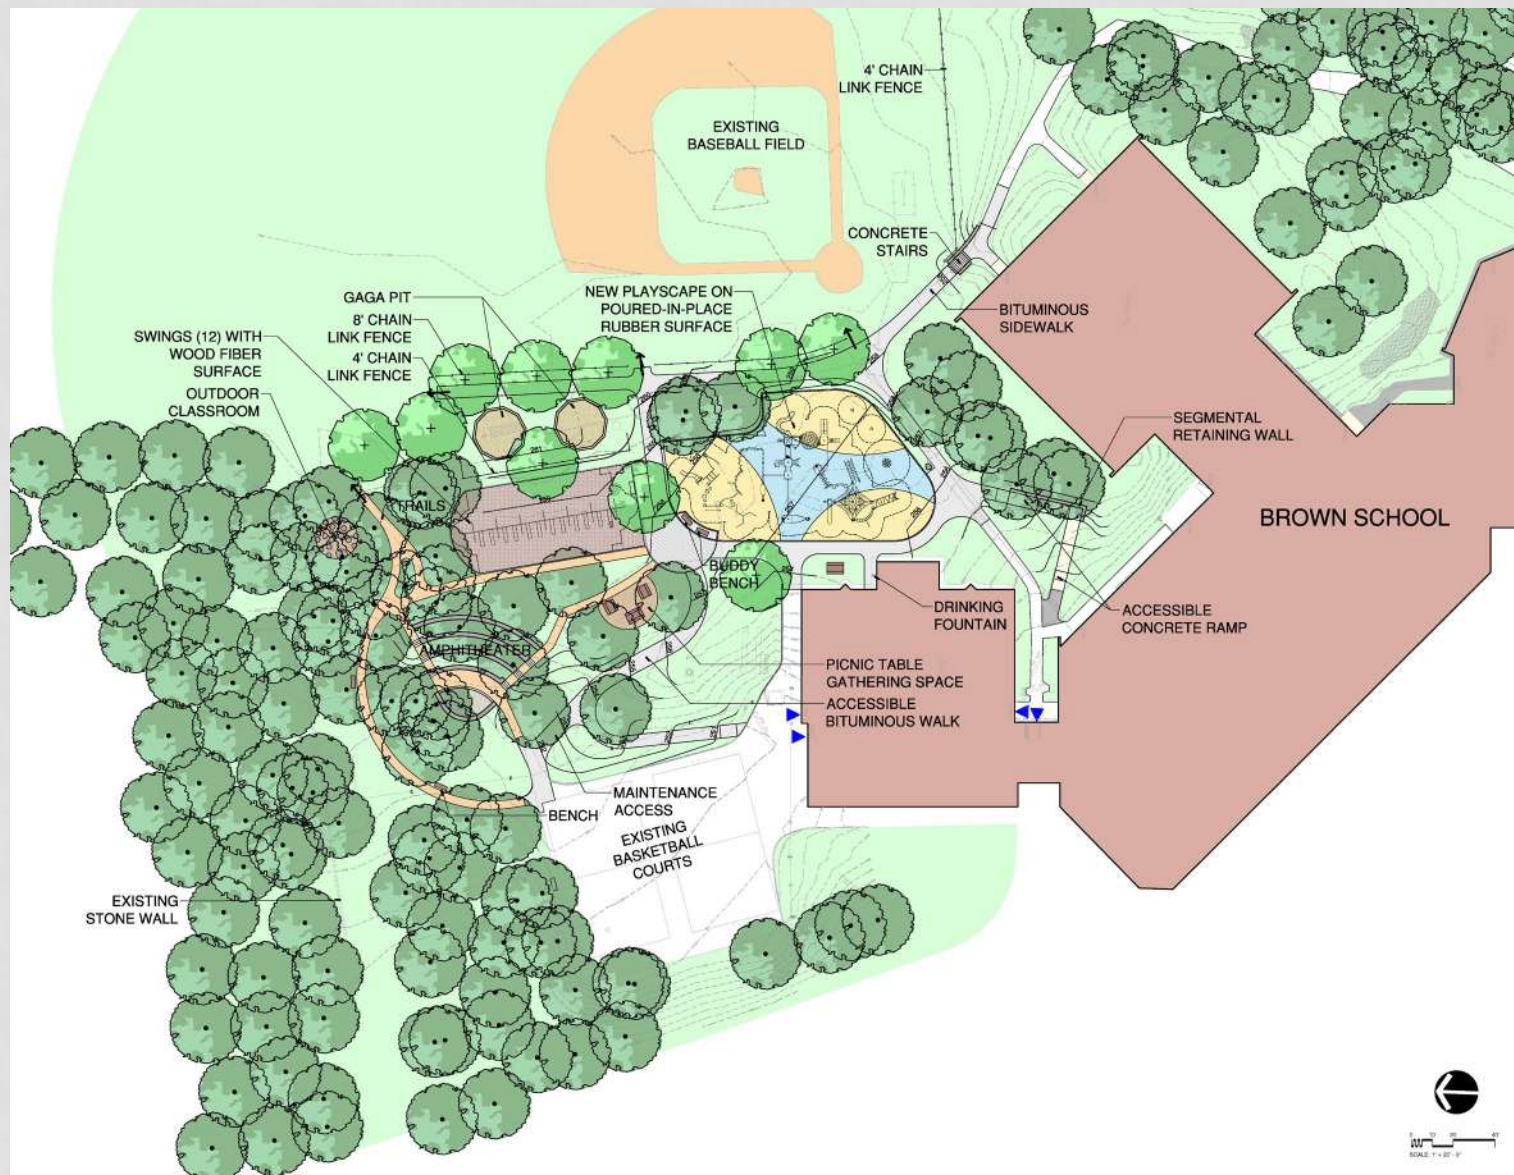 4' CHAIN
LINK FENCE
EXISTING
BASEBALL FIELD
CONCRETE
STAIRS
GAGA PIT
8' CHAIN
LINK FENCE
4' CHAIN
LINK FENCE
NEW PLAYSCAPE ON
POURED-IN-PLACE
RUBBER SURFACE
BITUMINOUS
SIDEWALK
SWINGS (12) WITH
WOOD FIBER
SURFACE
OUTDOOR
CLASSROOM
SEGMENTAL
RETAINING WALL
TRAILS
BROWN SCHOOL
BUDDY
BENCH
DRINKING
FOUNTAIN
ACCESSIBLE
CONCRETE RAMP
AMPHITHEATER
PICNIC TABLE
GATHERING SPACE
ACCESSIBLE
BITUMINOUS WALK
MAINTENANCE
ACCESS
BENCH
EXISTING
BASKETBALL
COURTS
EXISTING
STONE WALL